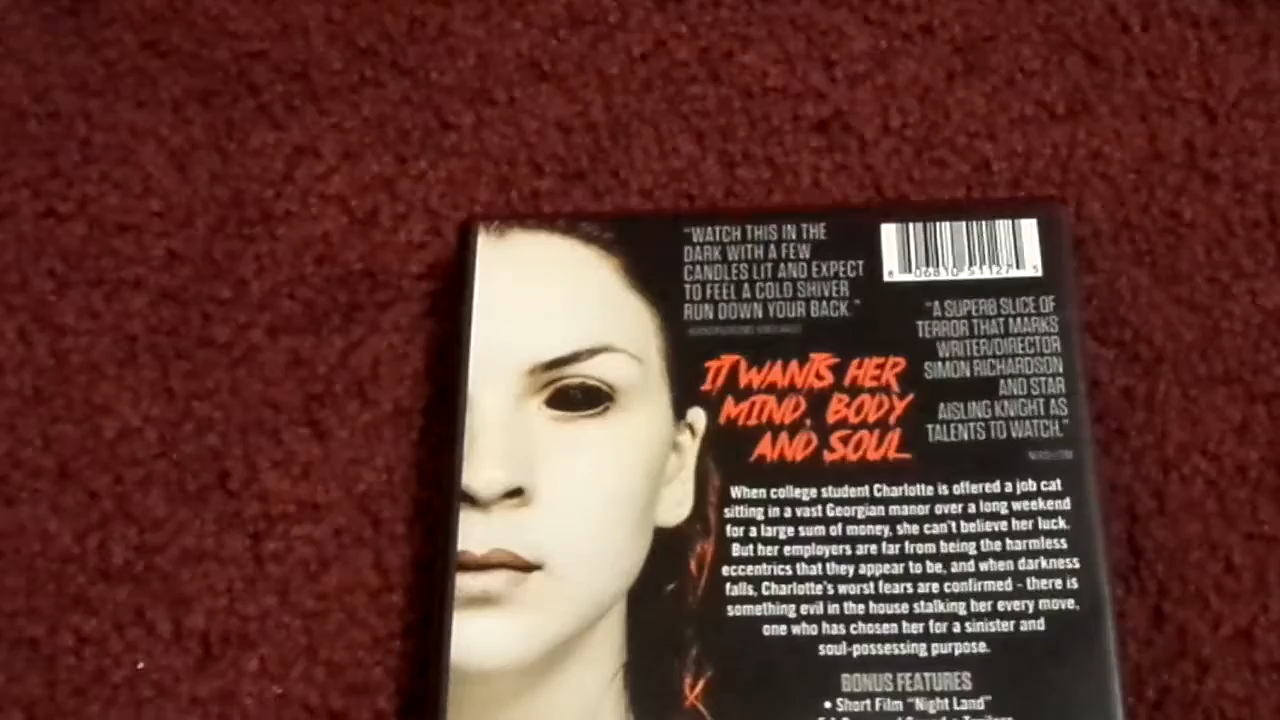 "WATCH THIS IN THE
DARK WITH A FEW
CANDLES LIT AND EXPECT
TO FEEL A COLD SHIVER
RUN DOWN YOUR BACK."
8 06810 51127 5
"A SUPERB SLICE OF
TERROR THAT MARKS
WRITER/DIRECTOR
SIMON RICHARDSON
AND STAR
AISLING KNIGHT AS
TALENTS TO WATCH."
IT WANTS HER
MIND, BODY
AND SOUL
When college student Charlotte is offered a job cat
sitting in a vast Georgian manor over a long weekend
for a large sum of money, she can't believe her luck.
But her employers are far from being the harmless
eccentrics that they appear to be, and when darkness
falls, Charlotte's worst fears are confirmed - there is
something evil in the house stalking her every move,
one who has chosen her for a sinister and
soul-possessing purpose.
BONUS FEATURES
• Short Film "Night Land"